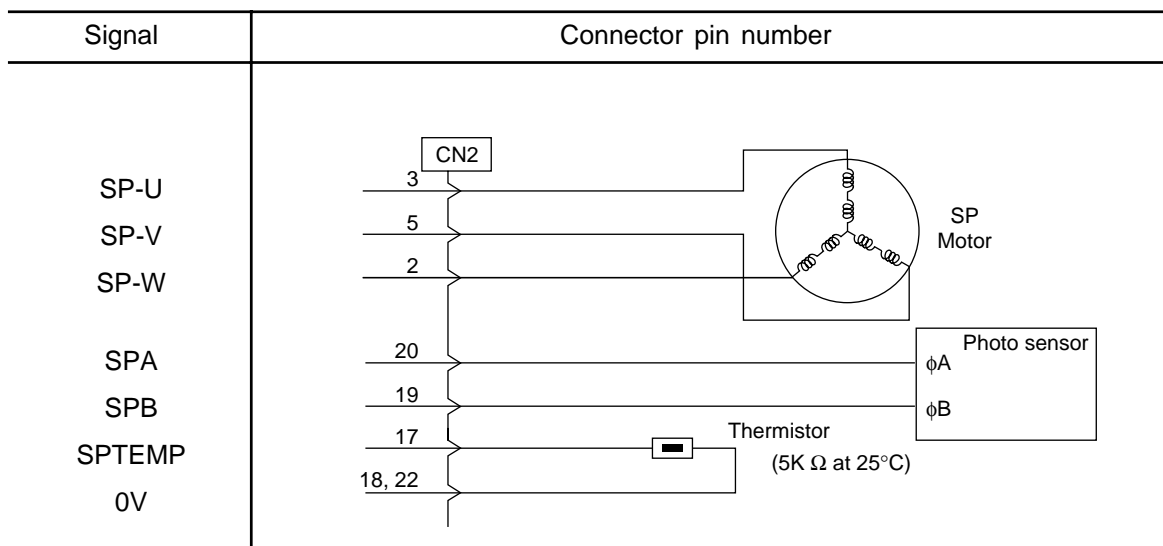 Signal Connector pin number
CN2
SP-U 3
SP-V 5
SP-W 2
SP
Motor
SPA 20
Photo sensor
ϕA
SPB 19
ϕB
SPTEMP 17
Thermistor
(5K Ω at 25°C)
0V 18, 22